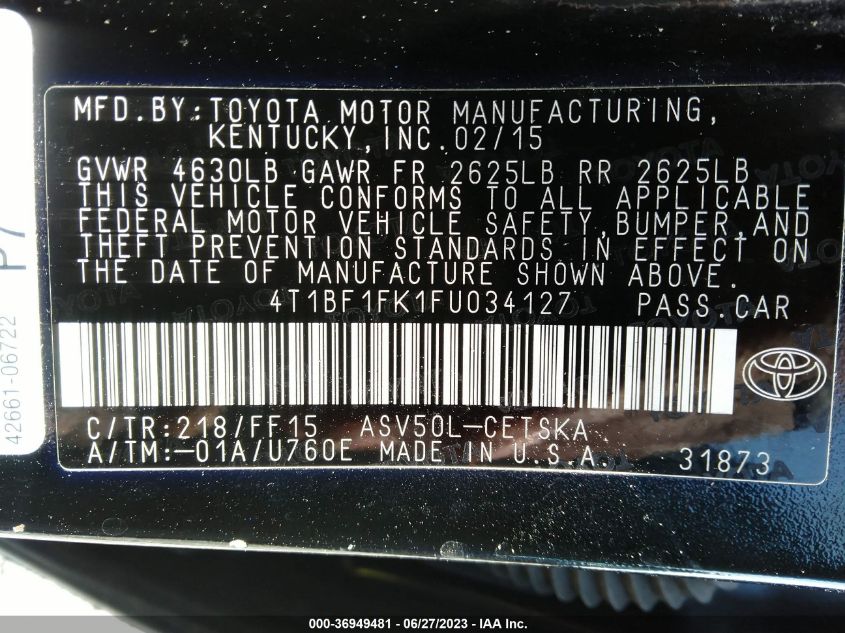 MFD.BY:TOYOTA MOTOR MANUFACTURING,
KENTUCKY,INC.02/15
GVWR 4630LB GAWR FR 2625LB RR 2625LB
THIS VEHICLE CONFORMS TO ALL APPLICABLE
FEDERAL MOTOR VEHICLE SAFETY,BUMPER,AND
THEFT PREVENTION STANDARDS IN EFFECT ON
THE DATE OF MANUFACTURE SHOWN ABOVE.
4T1BF1FK1FU034127 PASS.CAR
C/TR:218/FF15 ASV50L-CETSKA
A/TM:-01A/U760E MADE IN U.S.A. 31873
P7
42661-06722
000-36949481 - 06/27/2023 - IAA Inc.